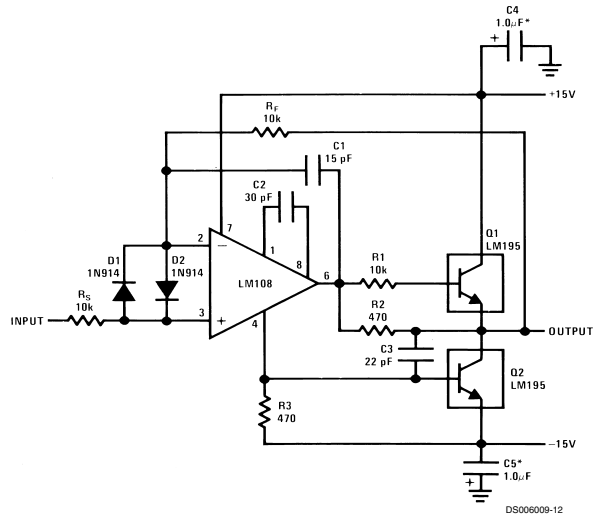 C4
1.0μF*
+
+15V
R_F
10k
C1
15 pF
C2
30 pF
7
2
−
1
8
6
LM108
D1
1N914
D2
1N914
R_S
10k
INPUT
3
+
4
R1
10k
Q1
LM195
R2
470
OUTPUT
C3
22 pF
Q2
LM195
R3
470
−15V
C5*
1.0μF
+
DS006009-12